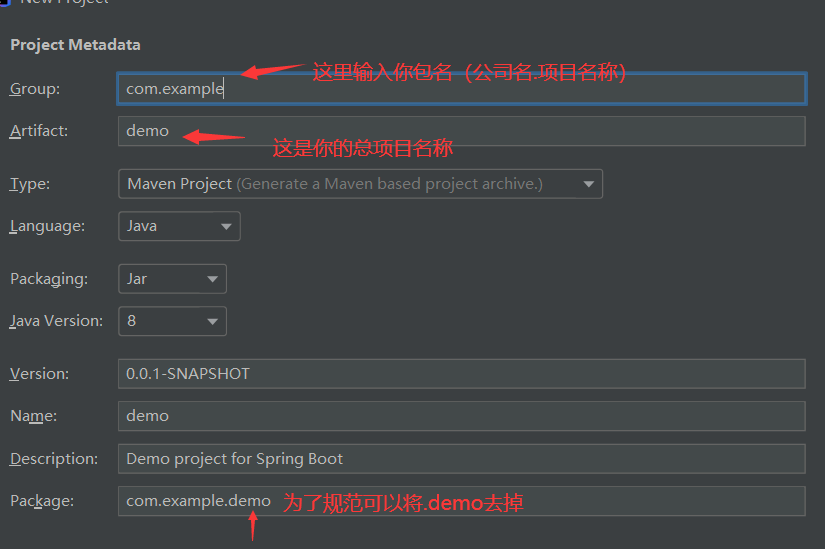 New Project
Project Metadata
Group: com.example 这里输入你包名（公司名.项目名称）
Artifact: demo
这是你的总项目名称
Type: Maven Project (Generate a Maven based project archive.)
Language: Java
Packaging: Jar
Java Version: 8
Version: 0.0.1-SNAPSHOT
Name: demo
Description: Demo project for Spring Boot
Package: com.example.demo 为了规范可以将.demo去掉